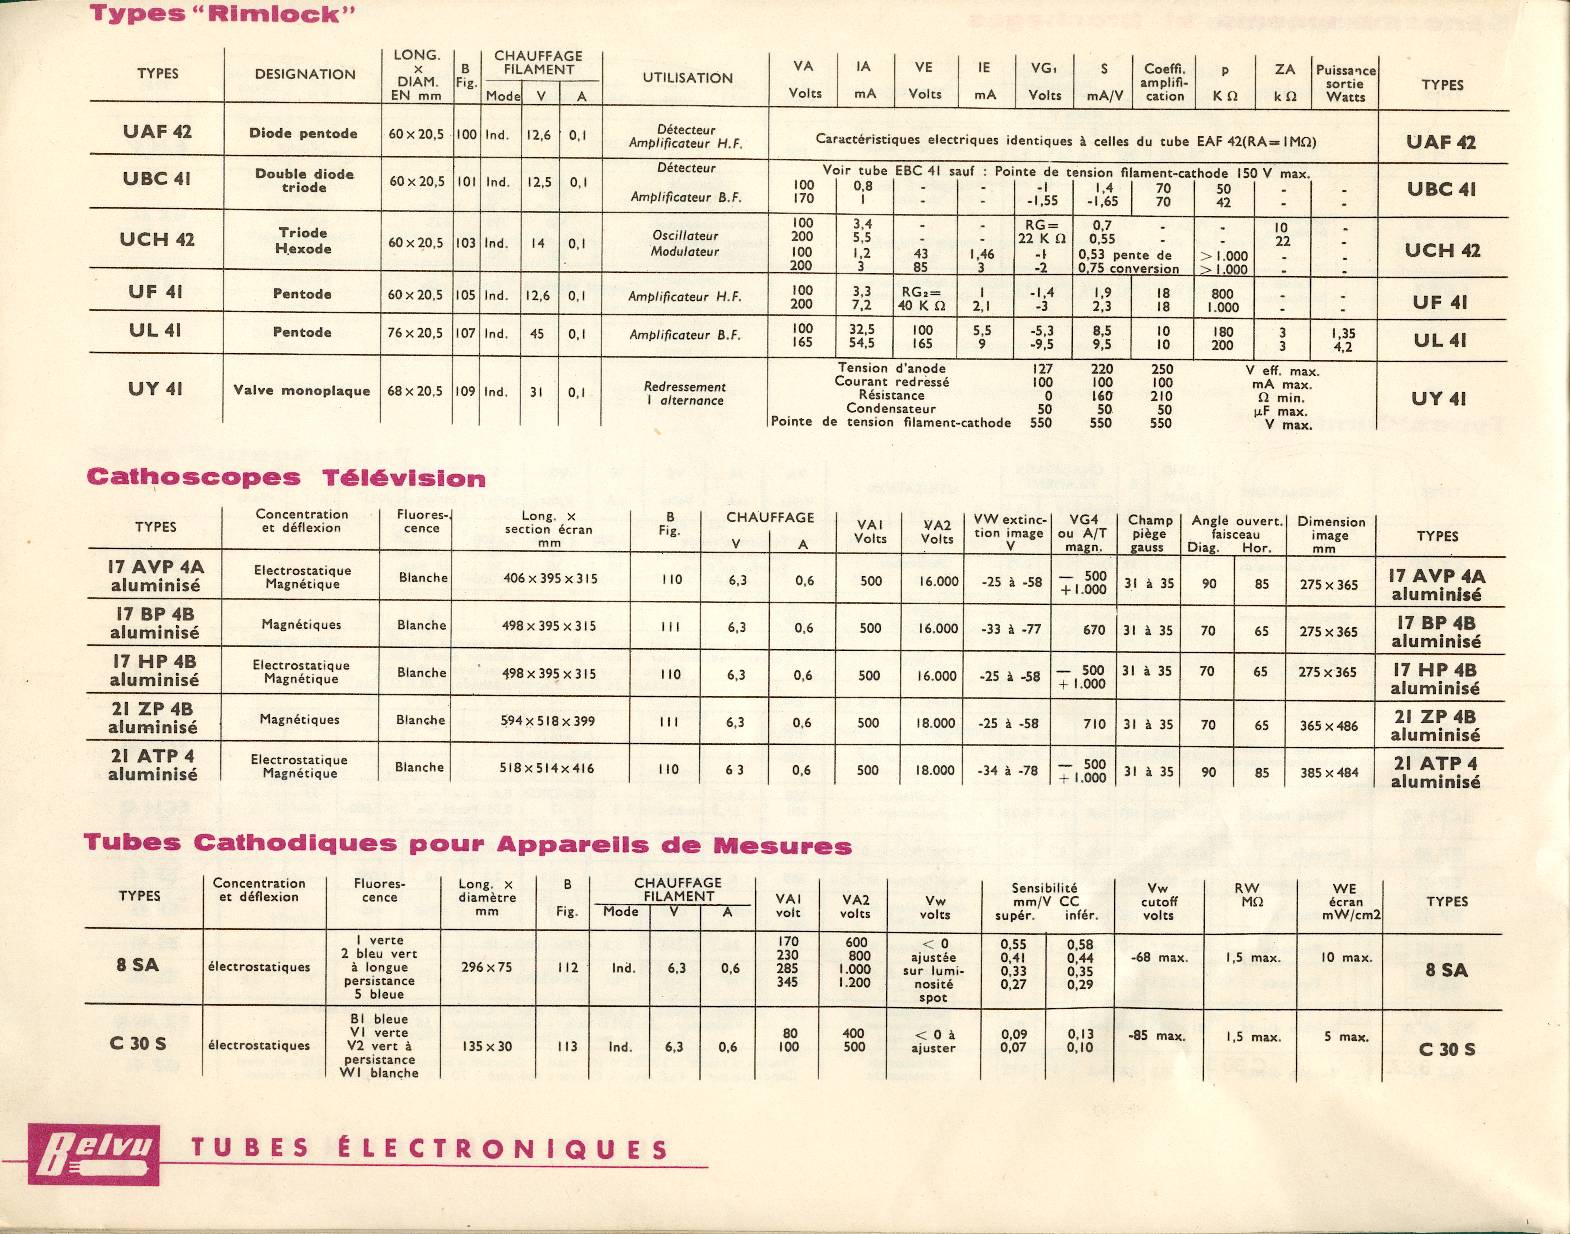 Types "Rimlock"
TYPES DESIGNATION LONG. x DIAM. EN mm B Fig. CHAUFFAGE FILAMENT Mode V A UTILISATION VA Volts IA mA VE Volts IE mA VG1 Volts S mA/V Coeffi. amplifi- cation P K Ω ZA k Ω Puissance sortie Watts TYPES
UAF 42 Diode pentode 60 x 20,5 100 Ind. 12,6 0,1 Détecteur Amplificateur H.F. Caractéristiques electriques identiques à celles du tube EAF 42(RA=1MΩ) UAF 42
UBC 41 Double diode triode 60 x 20,5 101 Ind. 12,5 0,1 Détecteur Voir tube EBC 41 sauf : Pointe de tension filament-cathode 150 V max. UBC 41
100 0,8 - - -1 1,4 70 50 - -
Amplificateur B.F. 170 1 - - -1,55 -1,65 70 42 - -
UCH 42 Triode Hexode 60 x 20,5 103 Ind. 14 0,1 Oscillateur Modulateur UCH 42
100 3,4 - - RG= 0,7 - - 10 -
200 5,5 - - 22 K Ω 0,55 - - 22 -
100 1,2 43 1,46 -1 0,53 pente de > 1.000 - -
200 3 85 3 -2 0,75 conversion > 1.000 - -
UF 41 Pentode 60 x 20,5 105 Ind. 12,6 0,1 Amplificateur H.F. UF 41
100 3,3 RG2= 1 -1,4 1,9 18 800 - -
200 7,2 40 K Ω 2,1 -3 2,3 18 1.000 - -
UL 41 Pentode 76 x 20,5 107 Ind. 45 0,1 Amplificateur B.F. UL 41
100 32,5 100 5,5 -5,3 8,5 10 180 3 1,35
165 54,5 165 9 -9,5 9,5 10 200 3 4,2
UY 41 Valve monoplaque 68 x 20,5 109 Ind. 31 0,1 Redressement 1 alternance UY 41
Tension d'anode 127 220 250 V eff. max.
Courant redressé 100 100 100 mA max.
Résistance 0 160 210 Ω min.
Condensateur 50 50 50 µF max.
Pointe de tension filament-cathode 550 550 550 V max.
Cathoscopes Télévision
TYPES Concentration et déflexion Fluores- cence Long. x section écran mm B Fig. CHAUFFAGE V A VA1 Volts VA2 Volts VW extinc- tion image V VG4 ou A/T magn. Champ piège gauss Angle ouvert. faisceau Diag. Hor. Dimension image mm TYPES
17 AVP 4A aluminisé Electrostatique Magnétique Blanche 406 x 395 x 315 110 6,3 0,6 500 16.000 -25 à -58 — 500 + 1.000 31 à 35 90 85 275 x 365 17 AVP 4A aluminisé
17 BP 4B aluminisé Magnétiques Blanche 498 x 395 x 315 111 6,3 0,6 500 16.000 -33 à -77 670 31 à 35 70 65 275 x 365 17 BP 4B aluminisé
17 HP 4B aluminisé Electrostatique Magnétique Blanche 498 x 395 x 315 110 6,3 0,6 500 16.000 -25 à -58 — 500 + 1.000 31 à 35 70 65 275 x 365 17 HP 4B aluminisé
21 ZP 4B aluminisé Magnétiques Blanche 594 x 518 x 399 111 6,3 0,6 500 18.000 -25 à -58 710 31 à 35 70 65 365 x 486 21 ZP 4B aluminisé
21 ATP 4 aluminisé Electrostatique Magnétique Blanche 518 x 514 x 416 110 6 3 0,6 500 18.000 -34 à -78 — 500 + 1.000 31 à 35 90 85 385 x 484 21 ATP 4 aluminisé
Tubes Cathodiques pour Appareils de Mesures
TYPES Concentration et déflexion Fluores- cence Long. x diamètre mm B Fig. CHAUFFAGE FILAMENT Mode V A VA1 volt VA2 volts Vw volts Sensibilité mm/V CC supér. infér. Vw cutoff volts RW MΩ WE écran mW/cm2 TYPES
8 SA électrostatiques 1 verte 2 bleu vert à longue persistance 5 bleue 296 x 75 112 Ind. 6,3 0,6 < 0 ajustée sur lumi- nosité spot -68 max. 1,5 max. 10 max. 8 SA
170 600 0,55 0,58
230 800 0,41 0,44
285 1.000 0,33 0,35
345 1.200 0,27 0,29
C 30 S électrostatiques B1 bleue V1 verte V2 vert à persistance W1 blanche 135 x 30 113 Ind. 6,3 0,6 < 0 à ajuster -85 max. 1,5 max. 5 max. C 30 S
80 400 0,09 0,13
100 500 0,07 0,10
Belvu TUBES ÉLECTRONIQUES